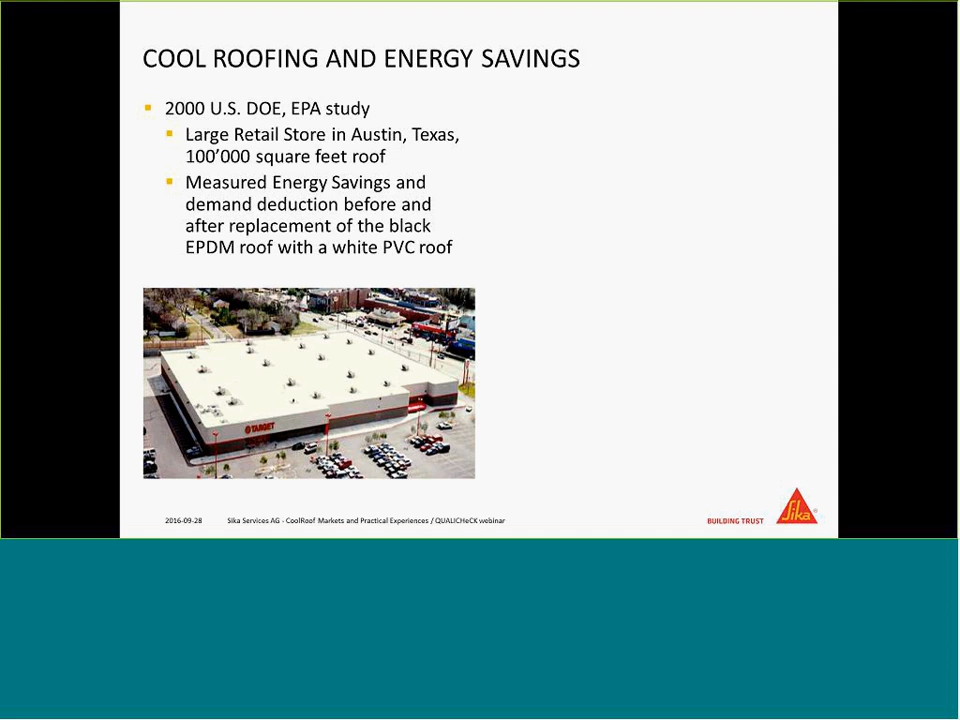 COOL ROOFING AND ENERGY SAVINGS
2000 U.S. DOE, EPA study
Large Retail Store in Austin, Texas,
100’000 square feet roof
Measured Energy Savings and
demand deduction before and
after replacement of the black
EPDM roof with a white PVC roof
TARGET
2016-09-28 Sika Services AG - CoolRoof Markets and Practical Experiences / QUALICHeCK webinar
BUILDING TRUST
Sika®